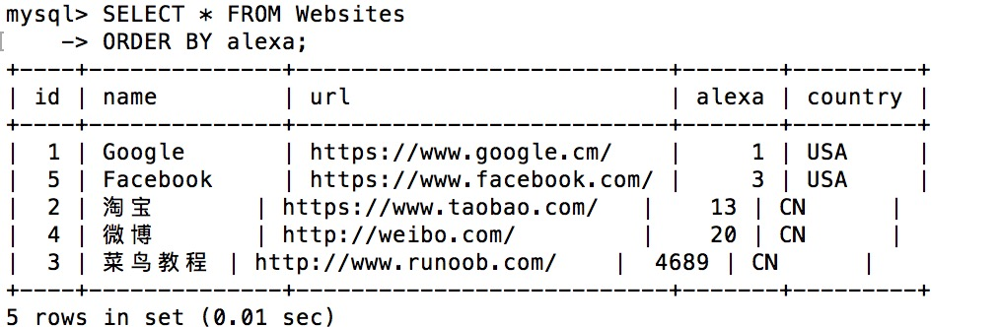 mysql> SELECT * FROM Websites
    -> ORDER BY alexa;
+----+--------------+---------------------------+-------+---------+
| id | name         | url                       | alexa | country |
+----+--------------+---------------------------+-------+---------+
|  1 | Google       | https://www.google.cm/    |     1 | USA     |
|  5 | Facebook     | https://www.facebook.com/ |     3 | USA     |
|  2 | 淘宝       | https://www.taobao.com/   |    13 | CN      |
|  4 | 微博       | http://weibo.com/         |    20 | CN      |
|  3 | 菜鸟教程 | http://www.runoob.com/    |  4689 | CN      |
+----+--------------+---------------------------+-------+---------+
5 rows in set (0.01 sec)